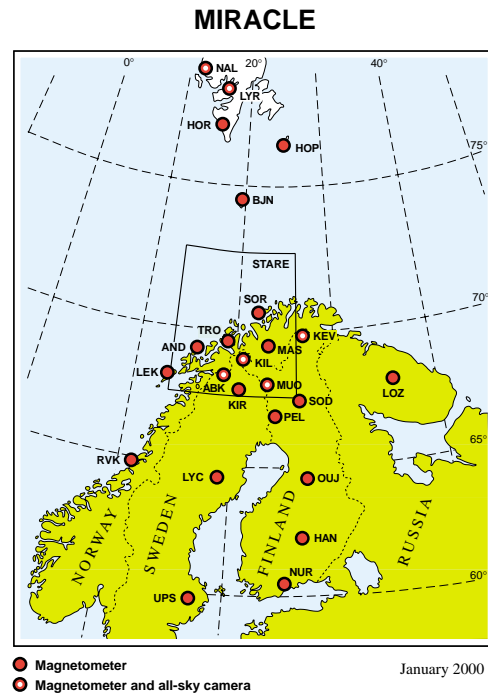 MIRACLE
0°
20°
40°
NAL
LYR
HOR
HOP
75°
BJN
STARE
SOR
70°
TRO
KEV
AND
MAS
KIL
LEK
ABK
MUO
LOZ
KIR
SOD
PEL
65°
RVK
LYC
OUJ
NORWAY
SWEDEN
FINLAND
RUSSIA
HAN
NUR
60°
UPS
Magnetometer
January 2000
Magnetometer and all-sky camera